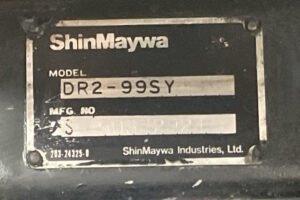 ShinMaywa
MODEL
DR2-99SY
MFG. NO
S
ShinMaywa Industries, Ltd.